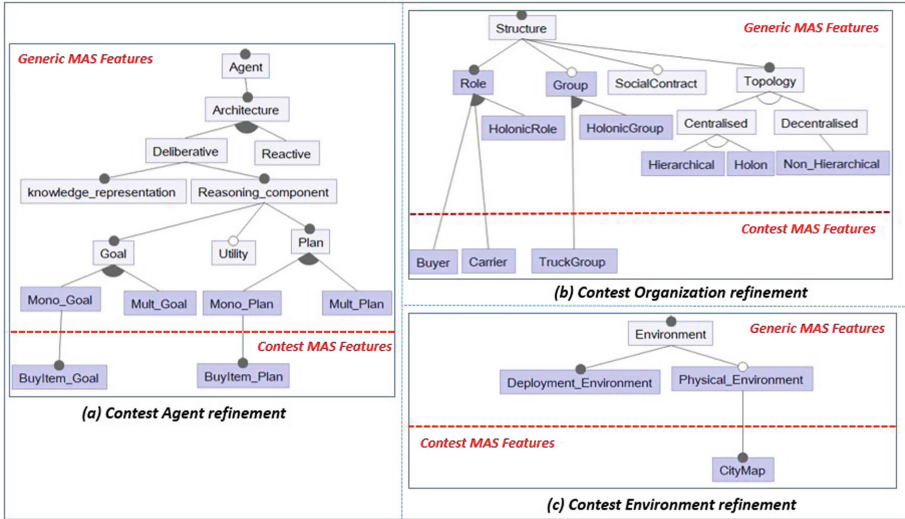 Generic MAS Features
Agent
Architecture
Deliberative
Reactive
knowledge_representation
Reasoning_component
Goal
Utility
Plan
Mono_Goal
Mult_Goal
Mono_Plan
Mult_Plan
Contest MAS Features
BuyItem_Goal
BuyItem_Plan
(a) Contest Agent refinement
Structure
Generic MAS Features
Role
Group
SocialContract
Topology
HolonicRole
HolonicGroup
Centralised
Decentralised
Hierarchical
Holon
Non_Hierarchical
Contest MAS Features
Buyer
Carrier
TruckGroup
(b) Contest Organization refinement
Generic MAS Features
Environment
Deployment_Environment
Physical_Environment
Contest MAS Features
CityMap
(c) Contest Environment refinement